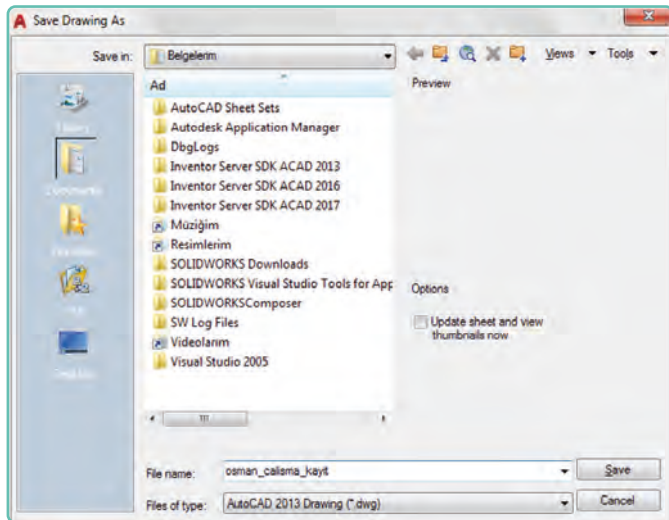 Save Drawing As
Save in: Belgelerim Views Tools
Ad Preview
AutoCAD Sheet Sets
Autodesk Application Manager
DbgLogs
Inventor Server SDK ACAD 2013
Inventor Server SDK ACAD 2016
Inventor Server SDK ACAD 2017
Müziğim
Resimlerim
SOLIDWORKS Downloads
SOLIDWORKS Visual Studio Tools for App
SOLIDWORKSComposer
SW Log Files
Videolarım
Visual Studio 2005
Options
Update sheet and view
thumbnails now
File name: osman_calisma_kayit Save
Files of type: AutoCAD 2013 Drawing (*.dwg) Cancel